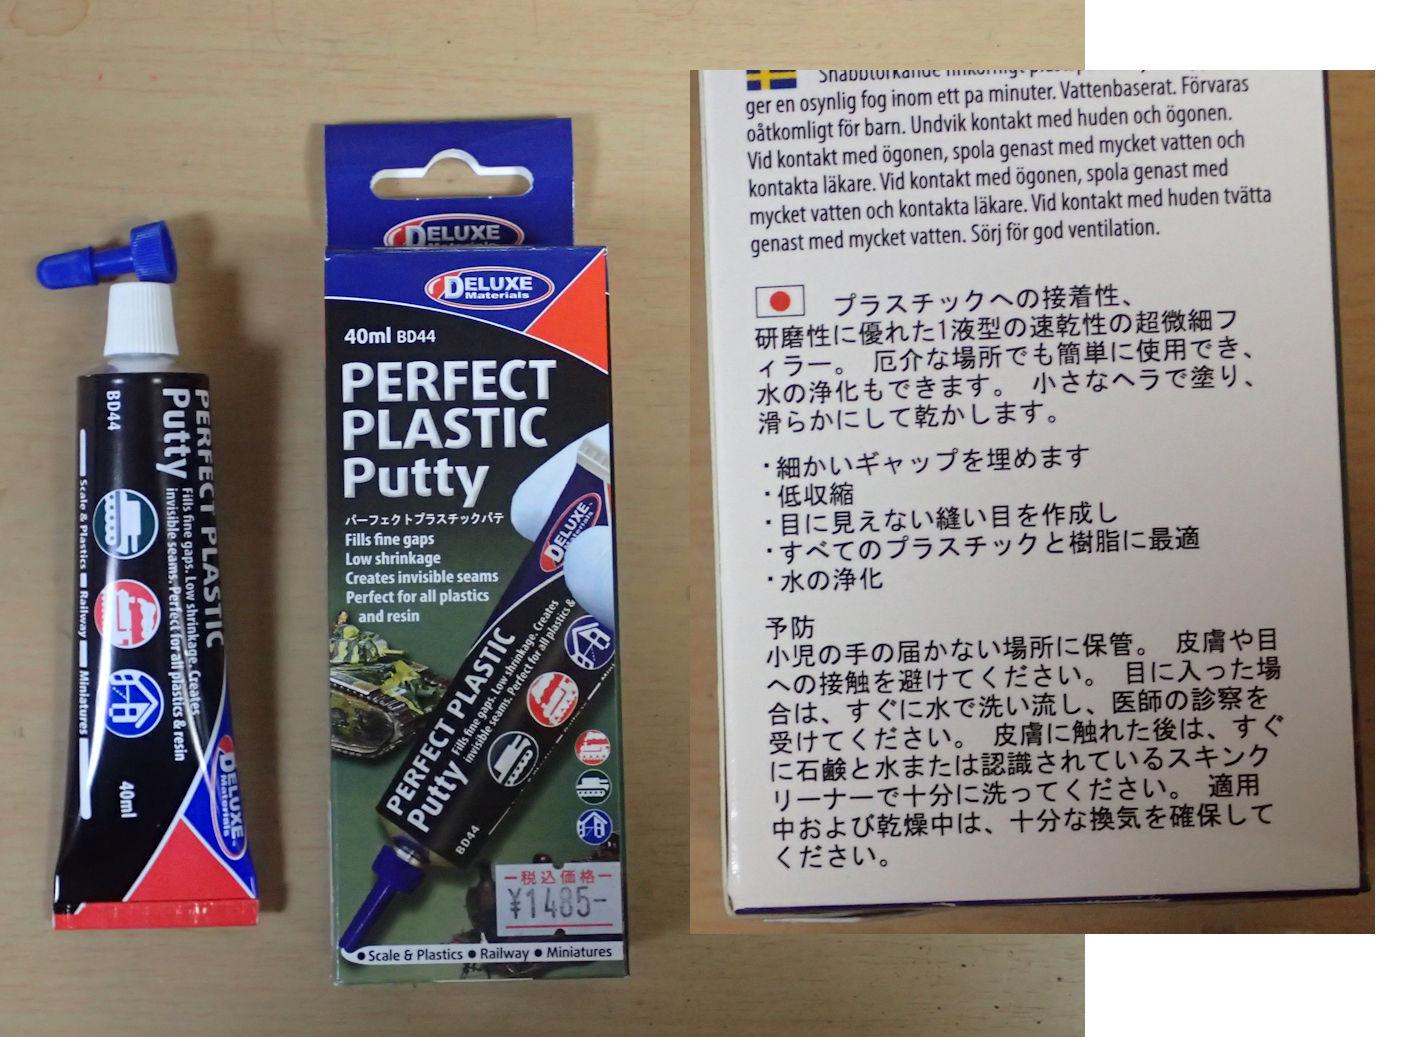 PERFECT PLASTIC
Putty
BD44
Fills fine gaps. Low shrinkage. Creates
invisible seams. Perfect for all plastics & resin
Scale & Plastics
Railway
Miniatures
40ml
DELUXE
Materials
DELUXE
Materials
DELUXE
Materials
40ml BD44
PERFECT
PLASTIC
Putty
パーフェクトプラスチックパテ
Fills fine gaps
Low shrinkage
Creates invisible seams
Perfect for all plastics
and resin
DELUXE
PERFECT PLASTIC
Putty
Fills fine gaps. Low shrinkage. Creates
invisible seams. Perfect for all plastics &
BD44
税込価格
¥1485-
• Scale & Plastics • Railway • Miniatures
ger en osynlig fog inom ett pa minuter. Vattenbaserat. Förvaras
oåtkomligt för barn. Undvik kontakt med huden och ögonen.
Vid kontakt med ögonen, spola genast med mycket vatten och
kontakta läkare. Vid kontakt med ögonen, spola genast med
mycket vatten och kontakta läkare. Vid kontakt med huden tvätta
genast med mycket vatten. Sörj för god ventilation.
プラスチックへの接着性、
研磨性に優れた1液型の速乾性の超微細フ
ィラー。 厄介な場所でも簡単に使用でき、
水の浄化もできます。 小さなヘラで塗り、
滑らかにして乾かします。
・細かいギャップを埋めます
・低収縮
・目に見えない縫い目を作成し
・すべてのプラスチックと樹脂に最適
・水の浄化
予防
小児の手の届かない場所に保管。 皮膚や目
への接触を避けてください。 目に入った場
合は、すぐに水で洗い流し、医師の診察を
受けてください。 皮膚に触れた後は、すぐ
に石鹸と水または認識されているスキンク
リーナーで十分に洗ってください。 適用
中および乾燥中は、十分な換気を確保して
ください。